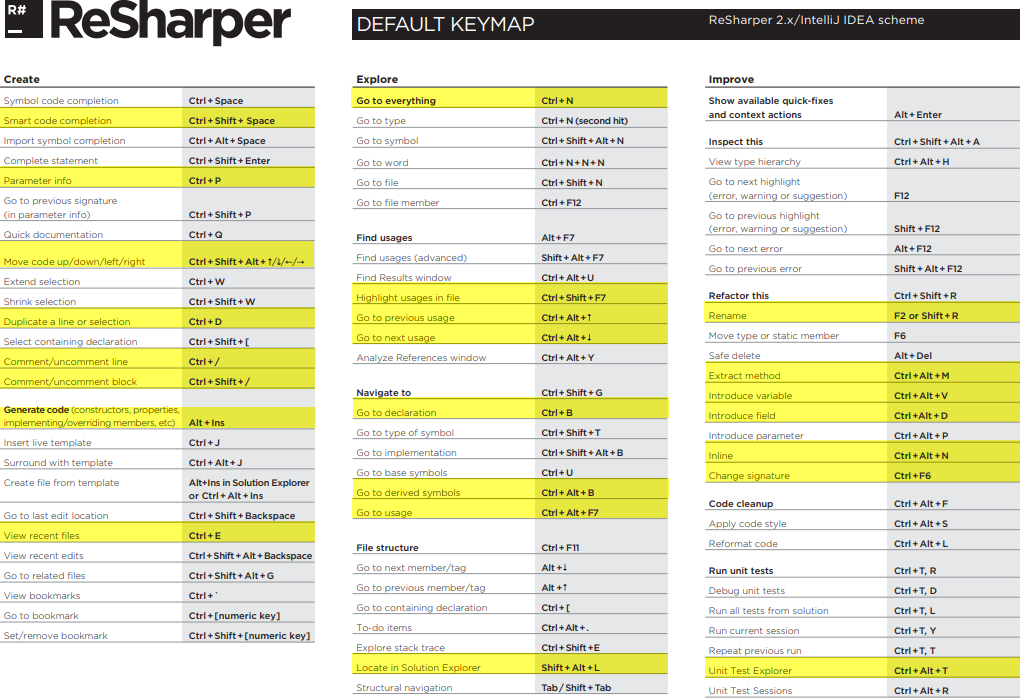 R#
ReSharper
DEFAULT KEYMAP
ReSharper 2.x/IntelliJ IDEA scheme
Create
Symbol code completion Ctrl+Space
Smart code completion Ctrl+Shift+ Space
Import symbol completion Ctrl+Alt+Space
Complete statement Ctrl+Shift+Enter
Parameter info Ctrl+P
Go to previous signature
(in parameter info) Ctrl+Shift+P
Quick documentation Ctrl+Q
Move code up/down/left/right Ctrl+Shift+Alt+↑/↓/←/→
Extend selection Ctrl+W
Shrink selection Ctrl+Shift+W
Duplicate a line or selection Ctrl+D
Select containing declaration Ctrl+Shift+[
Comment/uncomment line Ctrl+/
Comment/uncomment block Ctrl+Shift+/
Generate code (constructors, properties,
implementing/overriding members, etc) Alt+Ins
Insert live template Ctrl+J
Surround with template Ctrl+Alt+J
Create file from template Alt+Ins in Solution Explorer
or Ctrl+Alt+Ins
Go to last edit location Ctrl+Shift+Backspace
View recent files Ctrl+E
View recent edits Ctrl+Shift+Alt+Backspace
Go to related files Ctrl+Shift+Alt+G
View bookmarks Ctrl+`
Go to bookmark Ctrl+[numeric key]
Set/remove bookmark Ctrl+Shift+[numeric key]
Explore
Go to everything Ctrl+N
Go to type Ctrl+N (second hit)
Go to symbol Ctrl+Shift+Alt+N
Go to word Ctrl+N+N+N
Go to file Ctrl+Shift+N
Go to file member Ctrl+F12
Find usages Alt+F7
Find usages (advanced) Shift+Alt+F7
Find Results window Ctrl+Alt+U
Highlight usages in file Ctrl+Shift+F7
Go to previous usage Ctrl+Alt+↑
Go to next usage Ctrl+Alt+↓
Analyze References window Ctrl+Alt+Y
Navigate to Ctrl+Shift+G
Go to declaration Ctrl+B
Go to type of symbol Ctrl+Shift+T
Go to implementation Ctrl+Shift+Alt+B
Go to base symbols Ctrl+U
Go to derived symbols Ctrl+Alt+B
Go to usage Ctrl+Alt+F7
File structure Ctrl+F11
Go to next member/tag Alt+↓
Go to previous member/tag Alt+↑
Go to containing declaration Ctrl+[
To-do items Ctrl+Alt+.
Explore stack trace Ctrl+Shift+E
Locate in Solution Explorer Shift+Alt+L
Structural navigation Tab/Shift+Tab
Improve
Show available quick-fixes
and context actions Alt+Enter
Inspect this Ctrl+Shift+Alt+A
View type hierarchy Ctrl+Alt+H
Go to next highlight
(error, warning or suggestion) F12
Go to previous highlight
(error, warning or suggestion) Shift+F12
Go to next error Alt+F12
Go to previous error Shift+Alt+F12
Refactor this Ctrl+Shift+R
Rename F2 or Shift+R
Move type or static member F6
Safe delete Alt+Del
Extract method Ctrl+Alt+M
Introduce variable Ctrl+Alt+V
Introduce field Ctrl+Alt+D
Introduce parameter Ctrl+Alt+P
Inline Ctrl+Alt+N
Change signature Ctrl+F6
Code cleanup Ctrl+Alt+F
Apply code style Ctrl+Alt+S
Reformat code Ctrl+Alt+L
Run unit tests Ctrl+T, R
Debug unit tests Ctrl+T, D
Run all tests from solution Ctrl+T, L
Run current session Ctrl+T, Y
Repeat previous run Ctrl+T, T
Unit Test Explorer Ctrl+Alt+T
Unit Test Sessions Ctrl+Alt+R